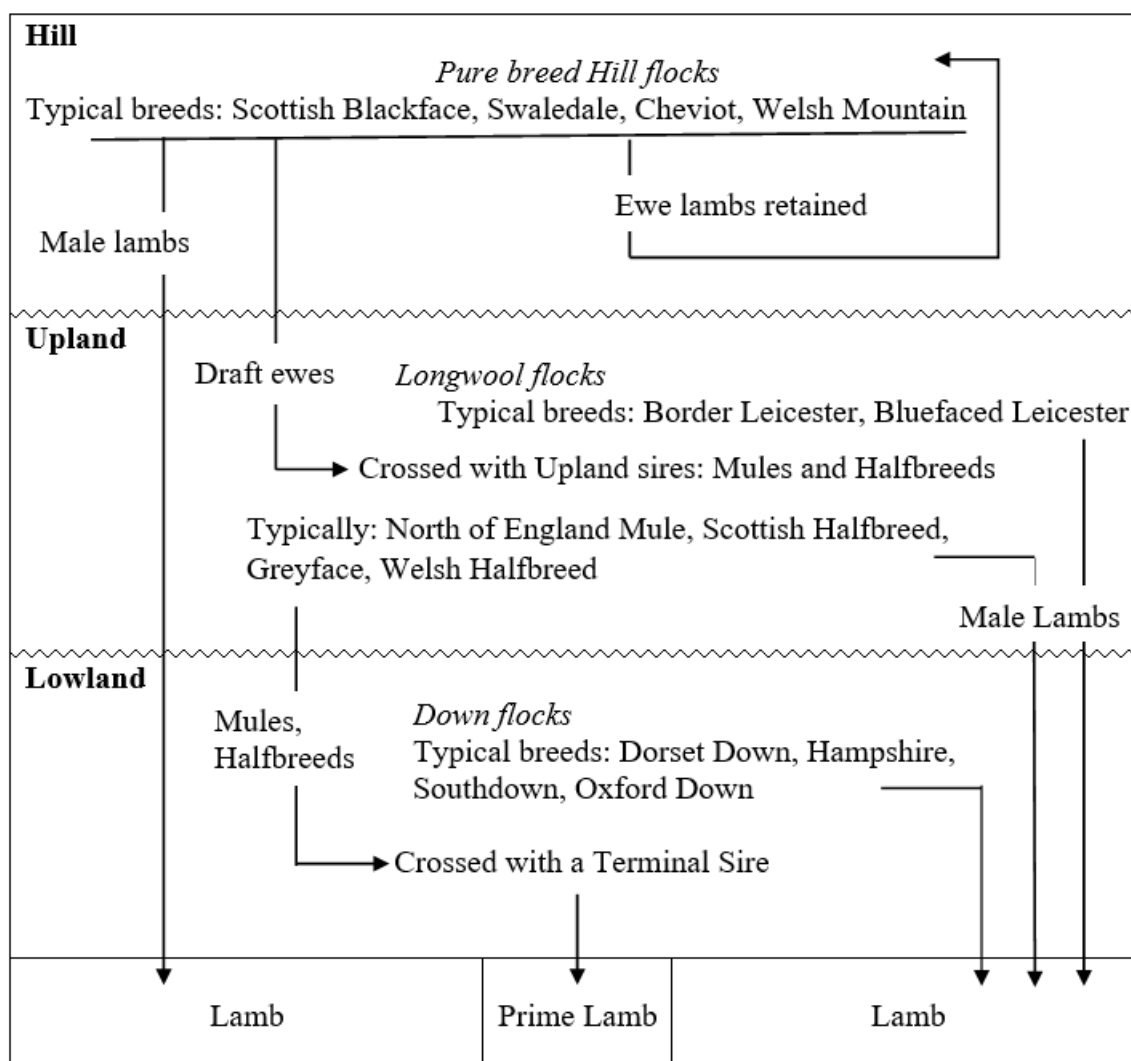 Hill
Pure breed Hill flocks
Typical breeds: Scottish Blackface, Swaledale, Cheviot, Welsh Mountain
Ewe lambs retained
Male lambs
Upland
Draft ewes
Longwool flocks
Typical breeds: Border Leicester, Bluefaced Leicester
Crossed with Upland sires: Mules and Halfbreeds
Typically: North of England Mule, Scottish Halfbreed,
Greyface, Welsh Halfbreed
Male Lambs
Lowland
Mules,
Halfbreeds
Down flocks
Typical breeds: Dorset Down, Hampshire,
Southdown, Oxford Down
Crossed with a Terminal Sire
Lamb
Prime Lamb
Lamb